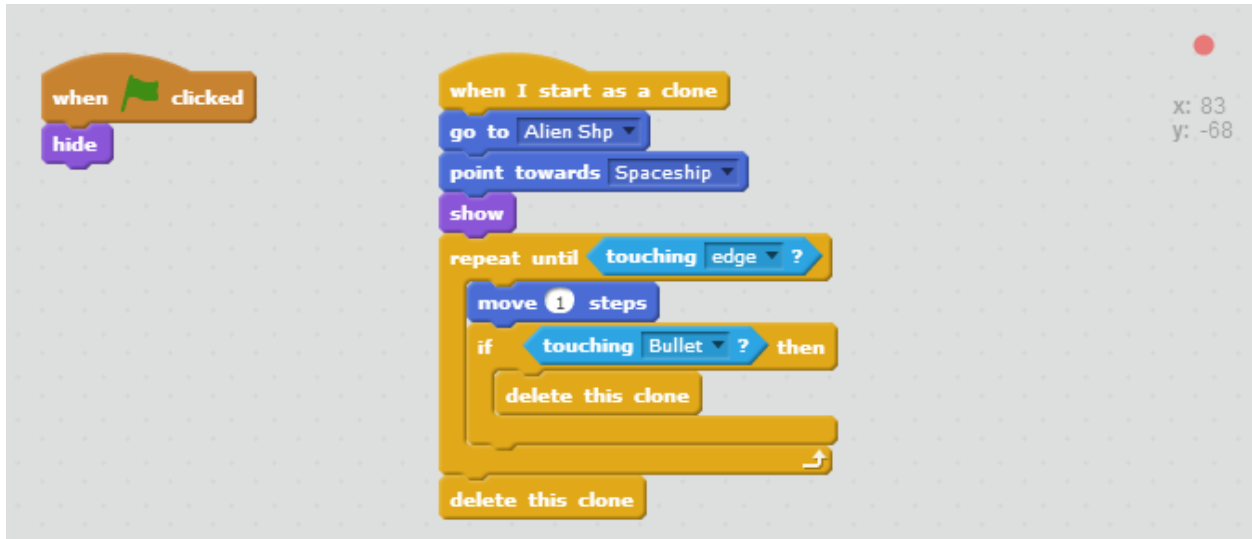 when clicked
hide
when I start as a clone
go to Alien Shp
point towards Spaceship
show
repeat until touching edge ?
move 1 steps
if touching Bullet ? then
delete this clone
delete this clone
x: 83
y: -68